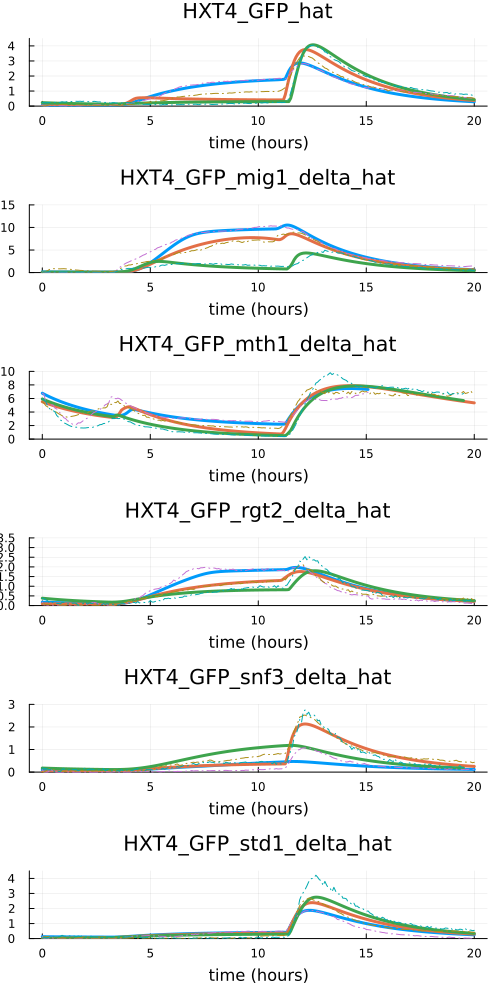 HXT4_GFP_hat
4
3
2
1
0
0 5 10 15 20
time (hours)
HXT4_GFP_mig1_delta_hat
15
10
5
0
0 5 10 15 20
time (hours)
HXT4_GFP_mth1_delta_hat
10
8
6
4
2
0
0 5 10 15 20
time (hours)
HXT4_GFP_rgt2_delta_hat
3.5
3.0
2.5
2.0
1.5
1.0
0.5
0.0
0 5 10 15 20
time (hours)
HXT4_GFP_snf3_delta_hat
3
2
1
0
0 5 10 15 20
time (hours)
HXT4_GFP_std1_delta_hat
4
3
2
1
0
0 5 10 15 20
time (hours)